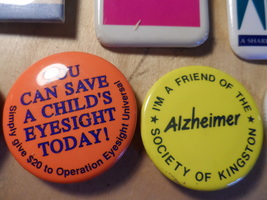 YOU
CAN SAVE
A CHILD'S
EYESIGHT
TODAY!
Simply give $20 to Operation Eyesight Universal
I'M A FRIEND OF THE
Alzheimer
SOCIETY OF KINGSTON
A SHAR